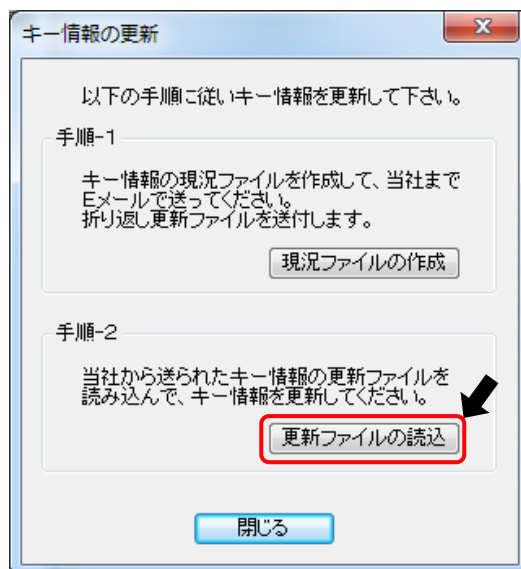 キー情報の更新
以下の手順に従いキー情報を更新して下さい。
手順-1
キー情報の現況ファイルを作成して、当社まで
Eメールで送ってください。
折り返し更新ファイルを送付します。
現況ファイルの作成
手順-2
当社から送られたキー情報の更新ファイルを
読み込んで、キー情報を更新してください。
更新ファイルの読込
閉じる